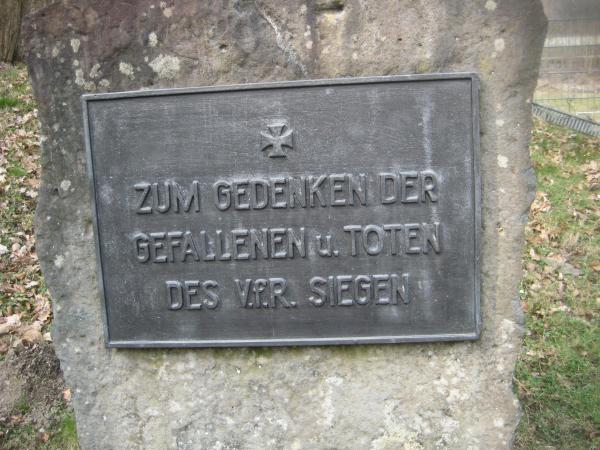 ZUM GEDENKEN DER
GEFALLENEN u. TOTEN
DES V.f.R. SIEGEN